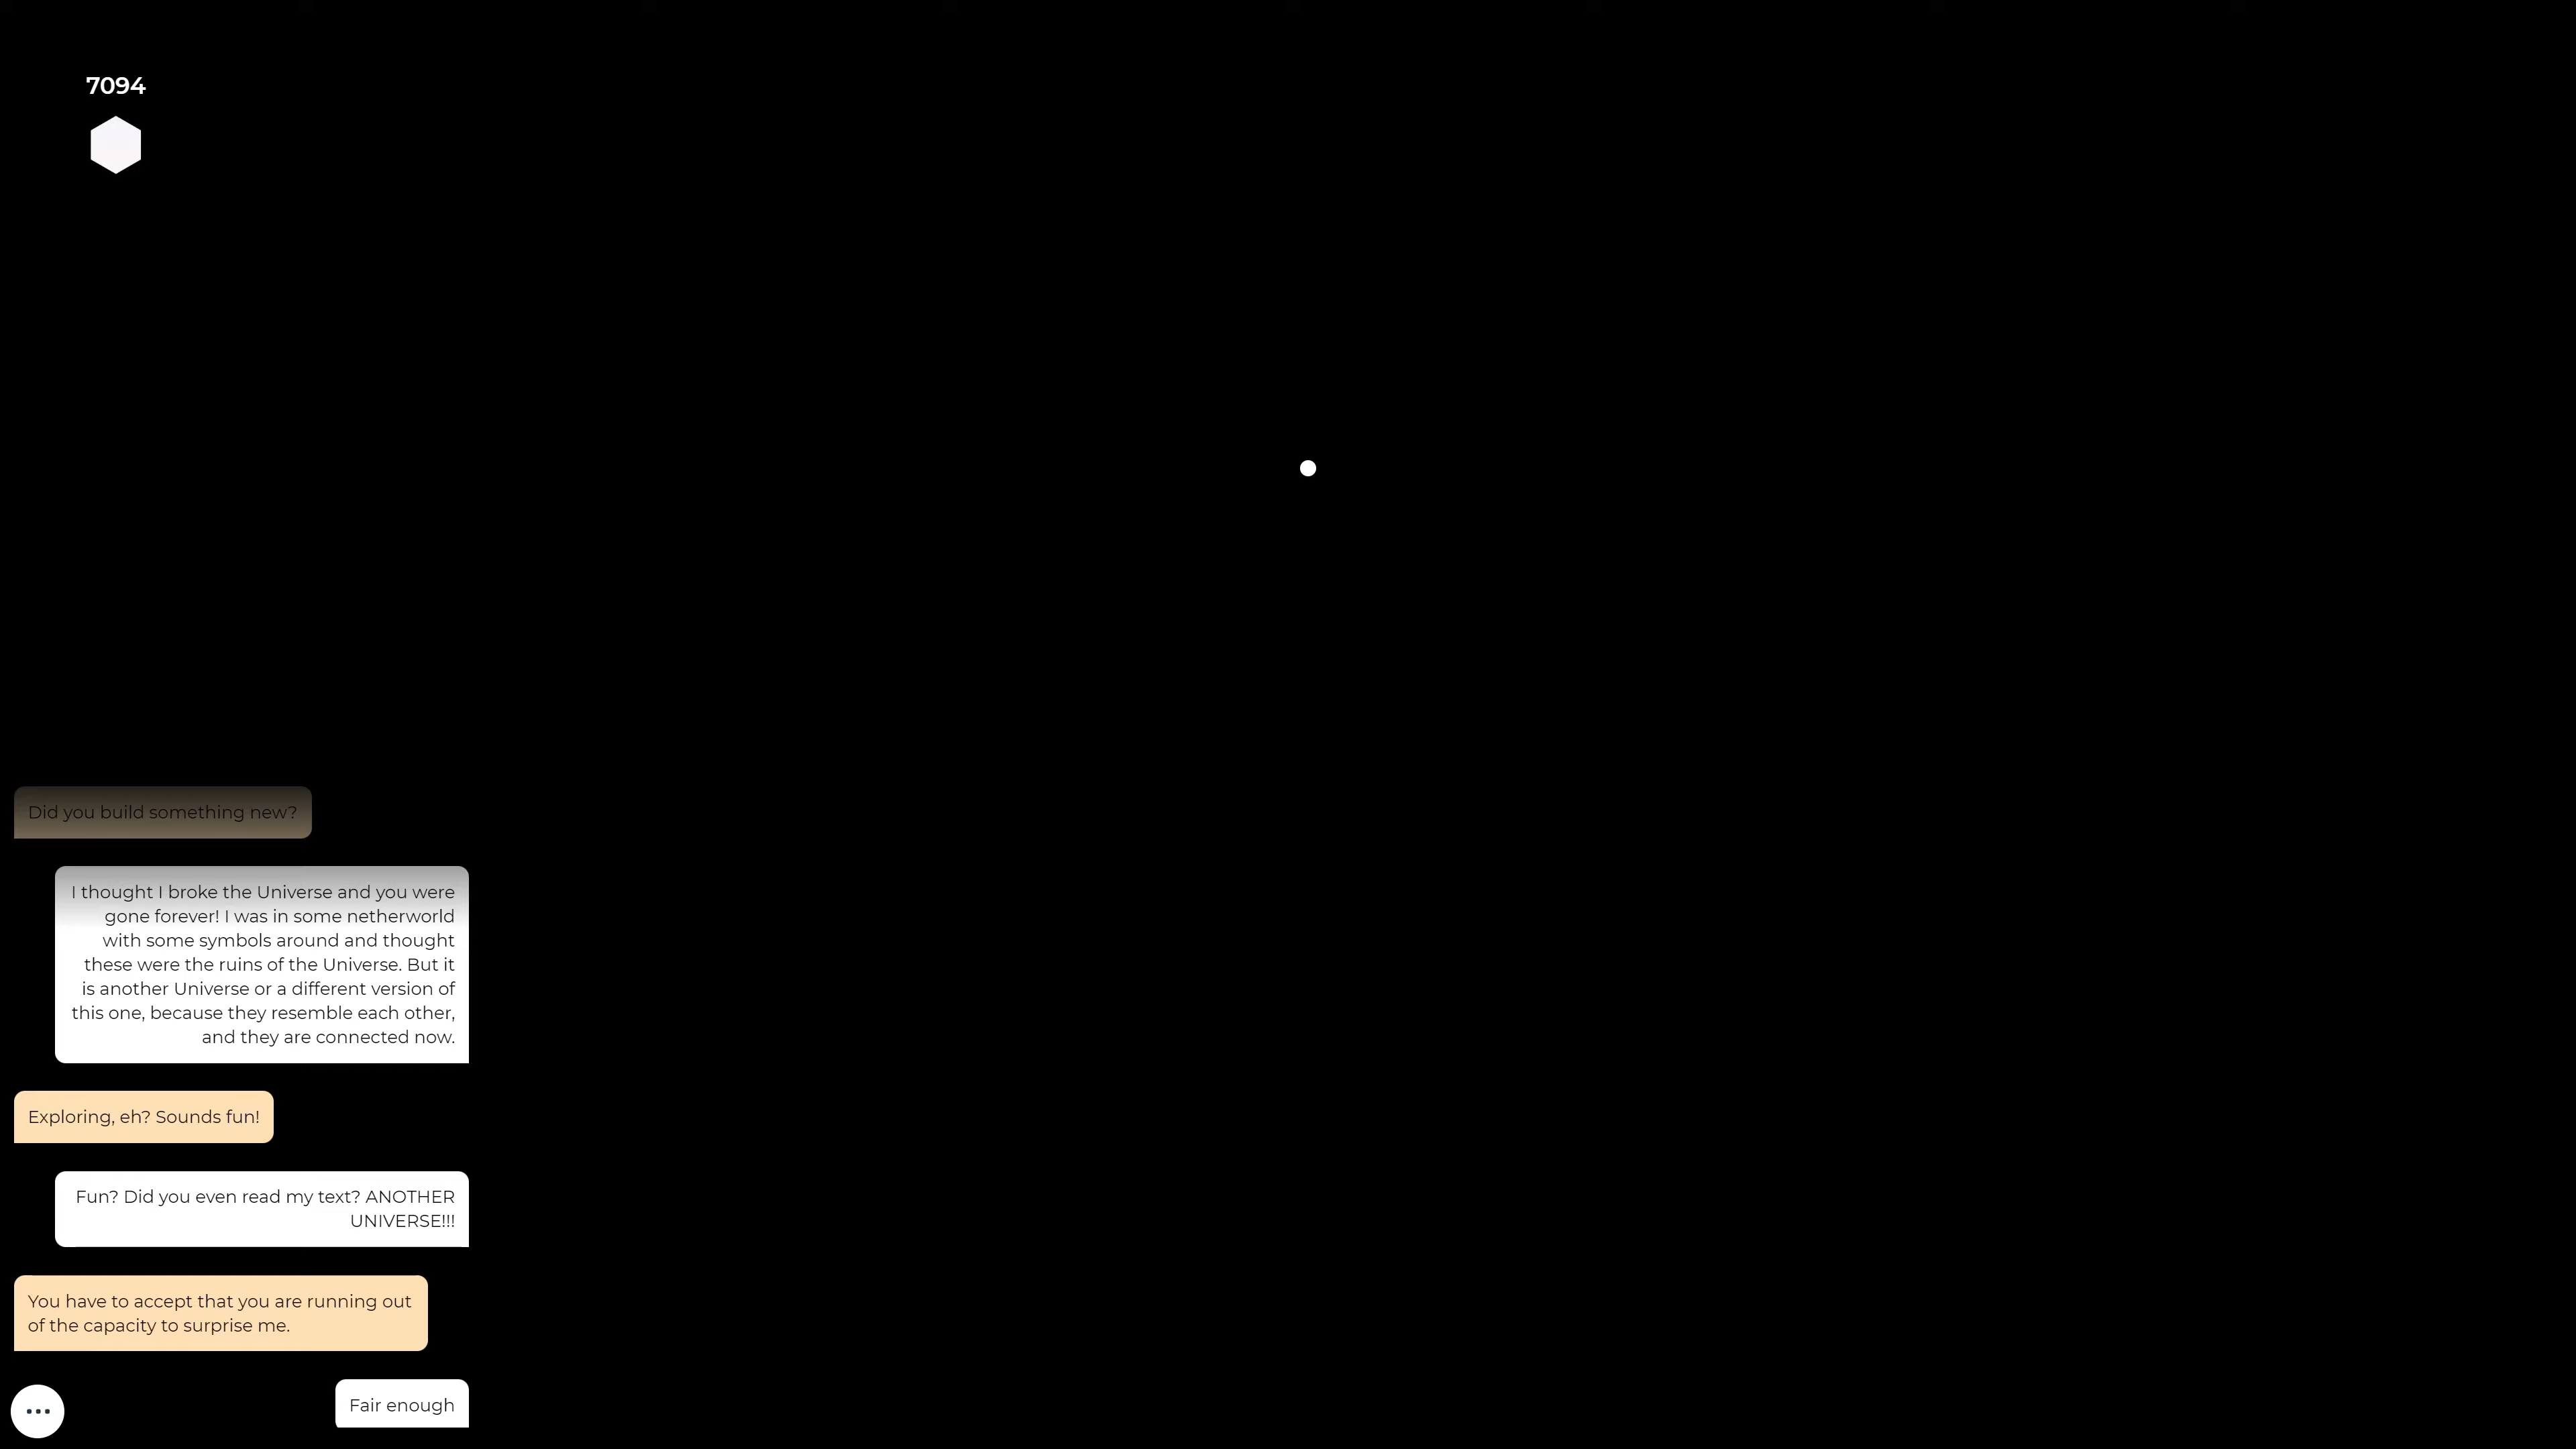 7094
Did you build something new?
I thought I broke the Universe and you were
gone forever! I was in some netherworld
with some symbols around and thought
these were the ruins of the Universe. But it
is another Universe or a different version of
this one, because they resemble each other,
and they are connected now.
Exploring, eh? Sounds fun!
Fun? Did you even read my text? ANOTHER
UNIVERSE!!!
You have to accept that you are running out
of the capacity to surprise me.
Fair enough